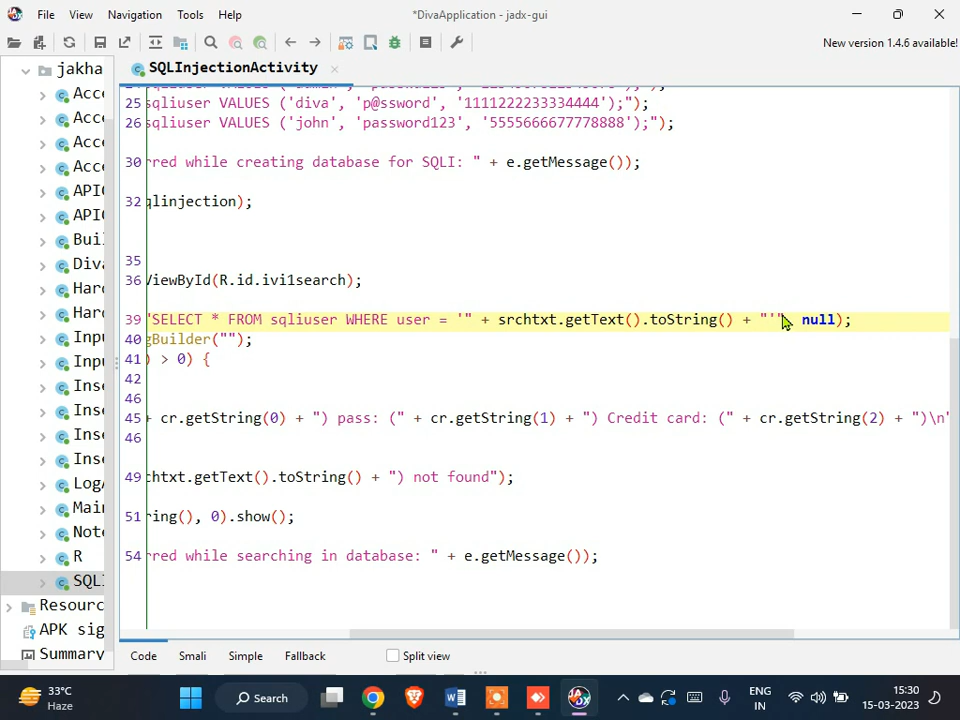 File View Navigation Tools Help *DivaApplication - jadx-gui
New version 1.4.6 available!
jakha
Acce
Acce
Acce
Acce
APIC
APIC
Buil
Diva
Hard
Hard
Inpu
Inpu
Inse
Inse
Inse
Inse
LogA
Main
Note
R
SQLI
Resourc
APK sig
Summary
SQLInjectionActivity
25 sqliuser VALUES ('diva', 'p@ssword', '1111222233334444');");
26 sqliuser VALUES ('john', 'password123', '5555666677778888');");
30 rred while creating database for SQLI: " + e.getMessage());
32 qlinjection);
35
36 ViewById(R.id.ivi1search);
39 "SELECT * FROM sqliuser WHERE user = '" + srchtxt.getText().toString() + "'", null);
40 gBuilder("");
41 ) > 0) {
42
46
45 + cr.getString(0) + ") pass: (" + cr.getString(1) + ") Credit card: (" + cr.getString(2) + ")\n"
46
49 chtxt.getText().toString() + ") not found");
51 ring(), 0).show();
54 rred while searching in database: " + e.getMessage());
Code Smali Simple Fallback Split view
33°C
Haze
Search
ENG
IN
15:30
15-03-2023